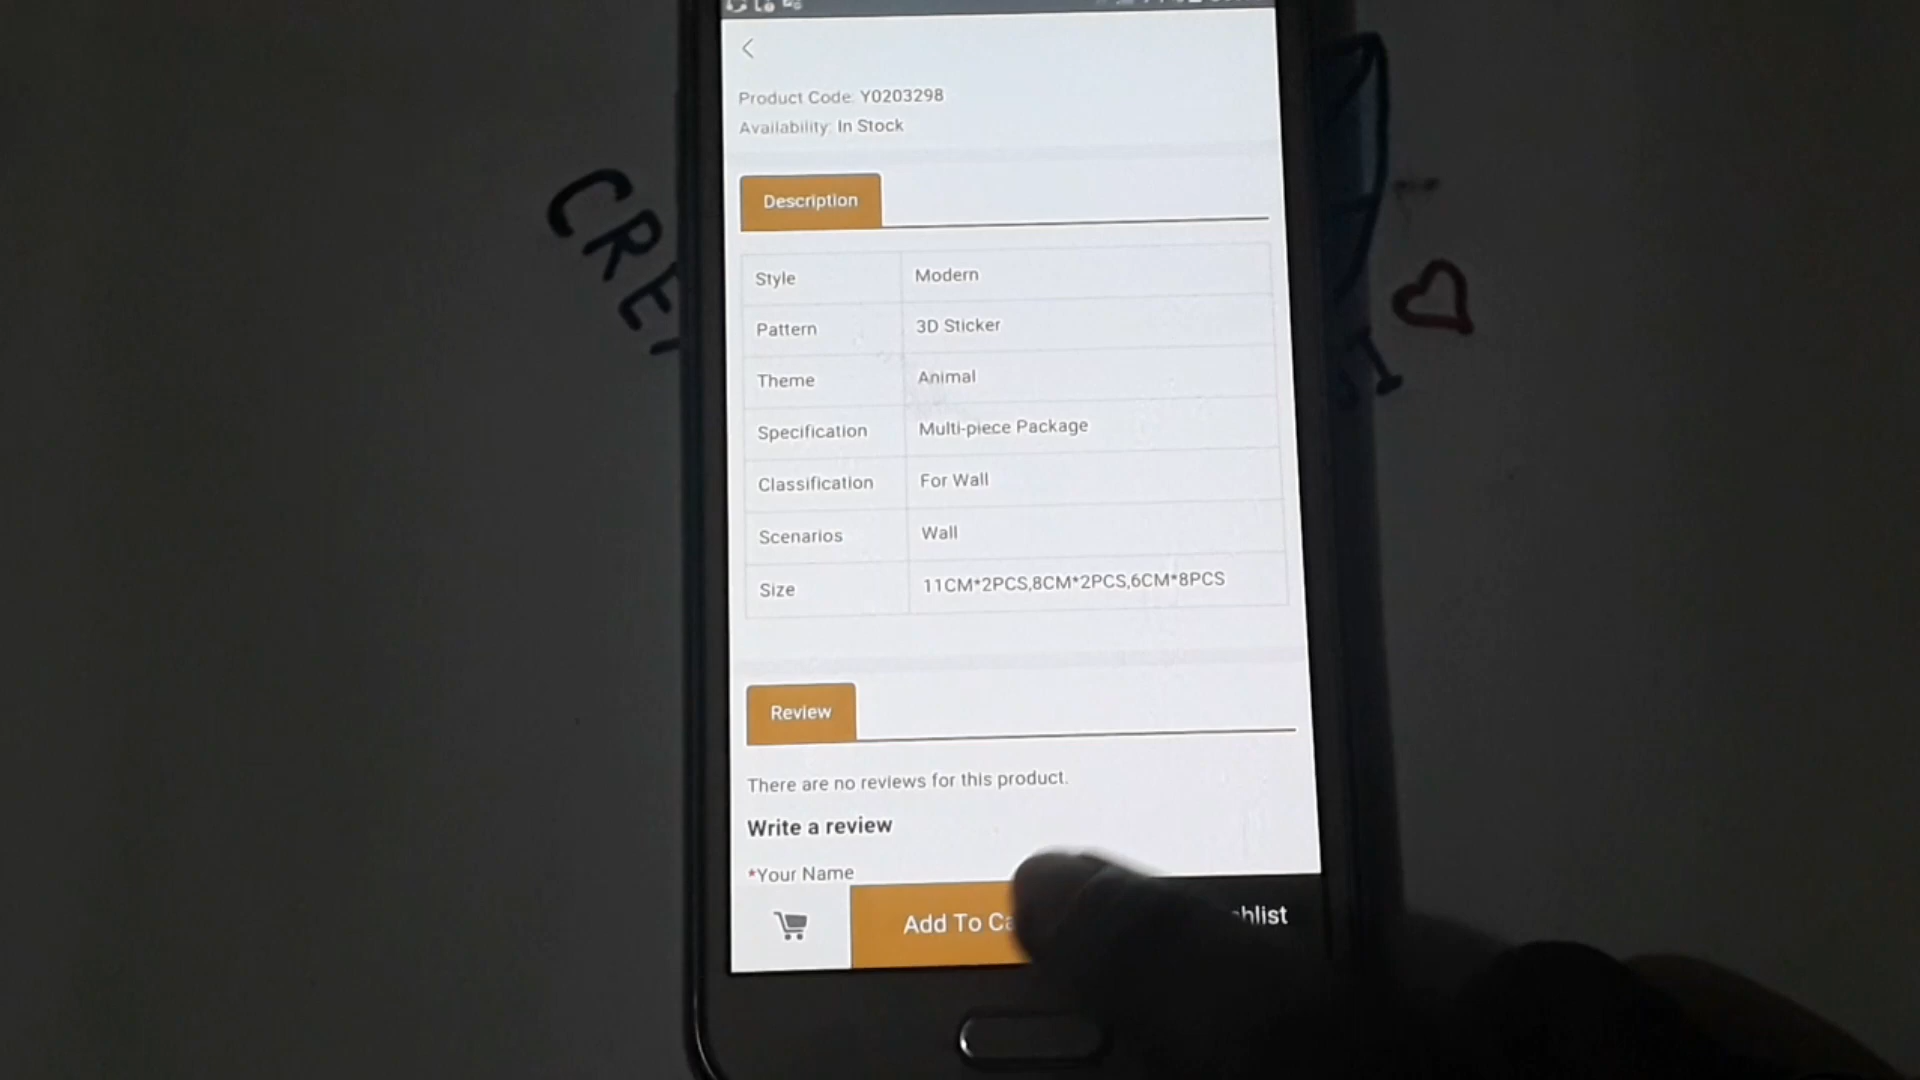 Product Code: Y0203298
Availability: In Stock
Description
Style Modern
Pattern 3D Sticker
Theme Animal
Specification Multi-piece Package
Classification For Wall
Scenarios Wall
Size 11CM*2PCS,8CM*2PCS,6CM*8PCS
Review
There are no reviews for this product.
Write a review
*Your Name
Add To
CRE